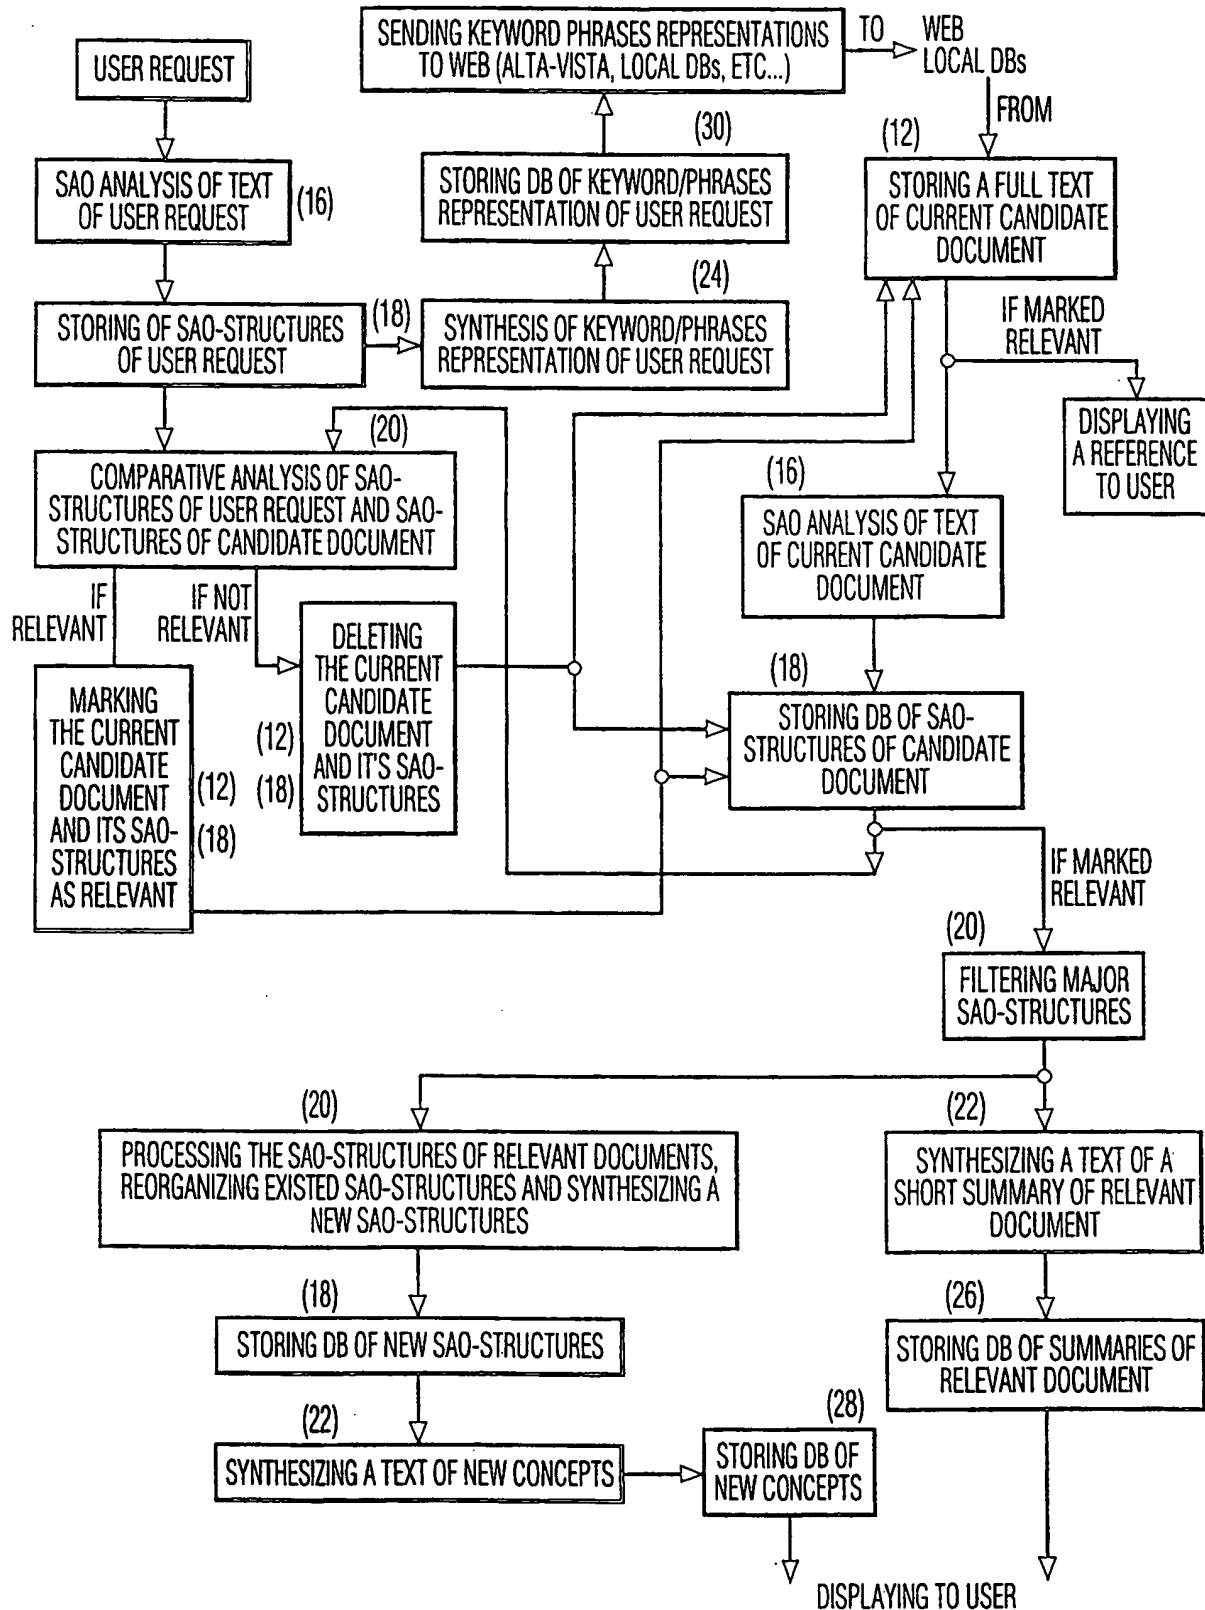 USER REQUEST
SENDING KEYWORD PHRASES REPRESENTATIONS
TO WEB (ALTA-VISTA, LOCAL DBs, ETC...)
TO
WEB
LOCAL DBs
FROM
SAO ANALYSIS OF TEXT
OF USER REQUEST
(16)
(30)
STORING DB OF KEYWORD/PHRASES
REPRESENTATION OF USER REQUEST
(12)
STORING A FULL TEXT
OF CURRENT CANDIDATE
DOCUMENT
STORING OF SAO-STRUCTURES
OF USER REQUEST
(18)
(24)
SYNTHESIS OF KEYWORD/PHRASES
REPRESENTATION OF USER REQUEST
IF MARKED
RELEVANT
DISPLAYING
A REFERENCE
TO USER
(20)
COMPARATIVE ANALYSIS OF SAO-
STRUCTURES OF USER REQUEST AND SAO-
STRUCTURES OF CANDIDATE DOCUMENT
(16)
SAO ANALYSIS OF TEXT
OF CURRENT CANDIDATE
DOCUMENT
IF
RELEVANT
IF NOT
RELEVANT
MARKING
THE CURRENT
CANDIDATE
DOCUMENT
AND ITS SAO-
STRUCTURES
AS RELEVANT
(12)
(18)
DELETING
THE CURRENT
CANDIDATE
DOCUMENT
AND IT'S SAO-
STRUCTURES
(12)
(18)
(18)
STORING DB OF SAO-
STRUCTURES OF CANDIDATE
DOCUMENT
IF MARKED
RELEVANT
(20)
FILTERING MAJOR
SAO-STRUCTURES
(20)
PROCESSING THE SAO-STRUCTURES OF RELEVANT DOCUMENTS,
REORGANIZING EXISTED SAO-STRUCTURES AND SYNTHESIZING A
NEW SAO-STRUCTURES
(22)
SYNTHESIZING A TEXT OF A
SHORT SUMMARY OF RELEVANT
DOCUMENT
(18)
STORING DB OF NEW SAO-STRUCTURES
(26)
STORING DB OF SUMMARIES OF
RELEVANT DOCUMENT
(22)
SYNTHESIZING A TEXT OF NEW CONCEPTS
(28)
STORING DB OF
NEW CONCEPTS
DISPLAYING TO USER